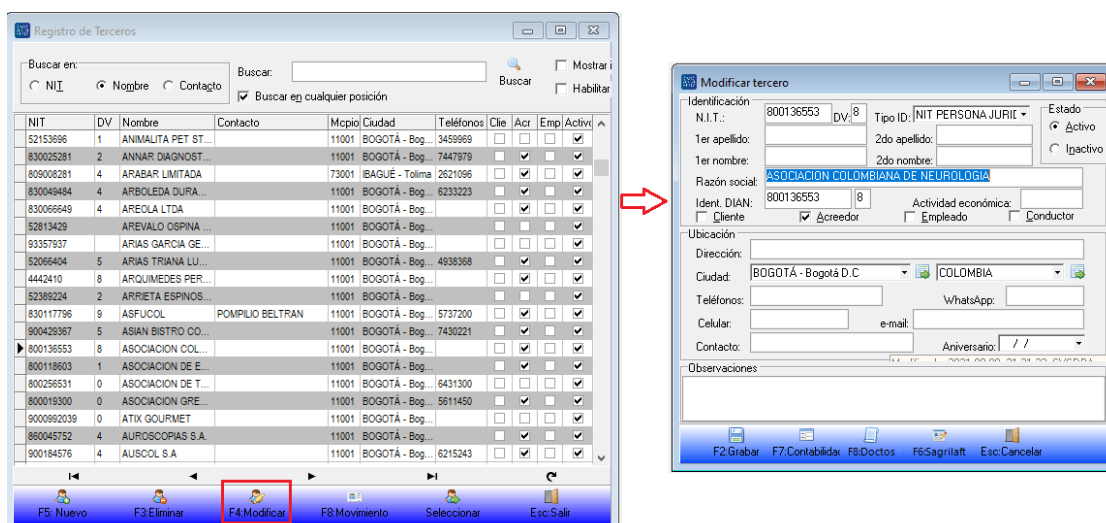 Registro de Terceros
Buscar en:
NIT Nombre Contacto
Buscar:
Buscar en cualquier posición
Buscar
Mostrar
Habilitar
NIT DV Nombre Contacto Mcpio Ciudad Teléfonos Clie Acr Emp Activo
52153696 1 ANIMALITA PET ST... 11001 BOGOTÁ - Bog... 3459969
830025281 2 ANNAR DIAGNOST... 11001 BOGOTÁ - Bog... 7447979
809008281 4 ARABAR LIMITADA 73001 IBAGUÉ - Tolima 2621096
830049484 4 ARBOLEDA DURA... 11001 BOGOTÁ - Bog... 6233223
830066649 4 AREOLA LTDA 11001 BOGOTÁ - Bog...
52813429 AREVALO OSPINA ... 11001 BOGOTÁ - Bog...
93357937 ARIAS GARCIA GE... 11001 BOGOTÁ - Bog...
52066404 5 ARIAS TRIANA LU... 11001 BOGOTÁ - Bog... 4938368
4442410 8 ARQUIMEDES PER... 11001 BOGOTÁ - Bog...
52389224 2 ARRIETA ESPINOS... 11001 BOGOTÁ - Bog...
830117796 9 ASFUCOL POMPILIO BELTRAN 11001 BOGOTÁ - Bog... 5737200
900429367 5 ASIAN BISTRO CO... 11001 BOGOTÁ - Bog... 7430221
800136553 8 ASOCIACION COL... 11001 BOGOTÁ - Bog...
800118603 1 ASOCIACION DE E... 11001 BOGOTÁ - Bog...
800256531 0 ASOCIACION DE T... 11001 BOGOTÁ - Bog... 6431300
800019300 0 ASOCIACION GRE... 11001 BOGOTÁ - Bog... 5611450
9000992039 0 ATIX GOURMET 11001 BOGOTÁ - Bog...
860045752 4 AUROSCOPIAS S.A. 11001 BOGOTÁ - Bog...
900184576 4 AUSCOL S.A 11001 BOGOTÁ - Bog... 6215243
F5: Nuevo F3:Eliminar F4:Modificar F8:Movimiento Seleccionar Esc:Salir
Modificar tercero
Identificación
N.I.T.: 800136553 DV: 8 Tipo ID: NIT PERSONA JURIC
Estado
Activo
Inactivo
1er apellido: 2do apellido:
1er nombre: 2do nombre:
Razón social: ASOCIACION COLOMBIANA DE NEUROLOGIA
Ident. DIAN: 800136553 8 Actividad económica:
Cliente Acreedor Empleado Conductor
Ubicación
Dirección:
Ciudad: BOGOTÁ - Bogotá D.C COLOMBIA
Teléfonos: WhatsApp:
Celular: e-mail:
Contacto: Aniversario: / /
Observaciones
F2:Grabar F7:Contabilidac F8:Doctos F6:Sagrilaft Esc:Cancelar